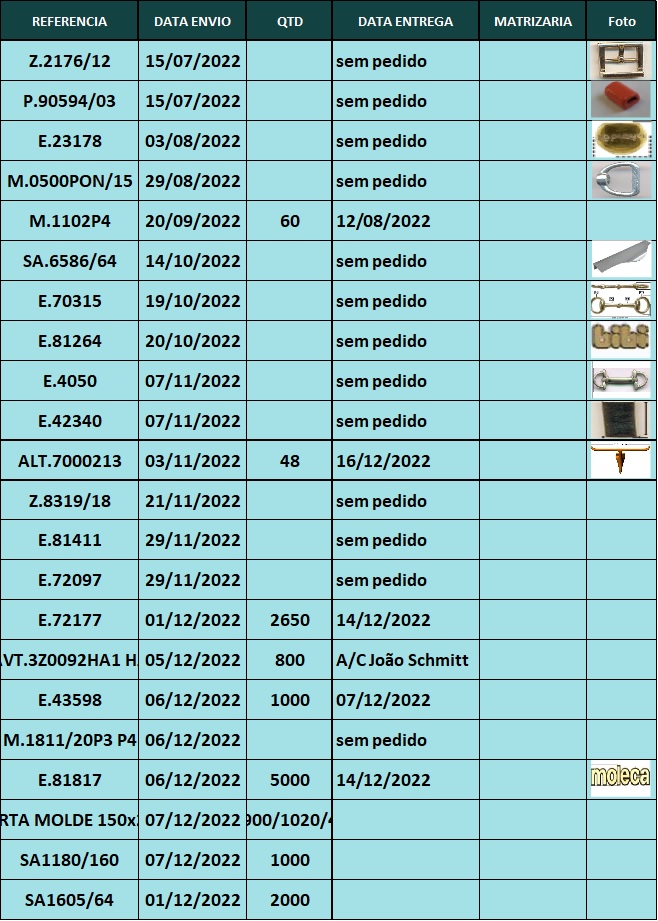 REFERENCIA DATA ENVIO QTD DATA ENTREGA MATRIZARIA Foto
Z.2176/12 15/07/2022 sem pedido
P.90594/03 15/07/2022 sem pedido
E.23178 03/08/2022 sem pedido
M.0500PON/15 29/08/2022 sem pedido
M.1102P4 20/09/2022 60 12/08/2022
SA.6586/64 14/10/2022 sem pedido
E.70315 19/10/2022 sem pedido
E.81264 20/10/2022 sem pedido bibi
E.4050 07/11/2022 sem pedido
E.42340 07/11/2022 sem pedido
ALT.7000213 03/11/2022 48 16/12/2022
Z.8319/18 21/11/2022 sem pedido
E.81411 29/11/2022 sem pedido
E.72097 29/11/2022 sem pedido
E.72177 01/12/2022 2650 14/12/2022
AVT.3Z0092HA1 H 05/12/2022 800 A/C João Schmitt
E.43598 06/12/2022 1000 07/12/2022
M.1811/20P3 P4 06/12/2022 sem pedido
E.81817 06/12/2022 5000 14/12/2022 moleca
RTA MOLDE 150x 07/12/2022 900/1020/4
SA1180/160 07/12/2022 1000
SA1605/64 01/12/2022 2000